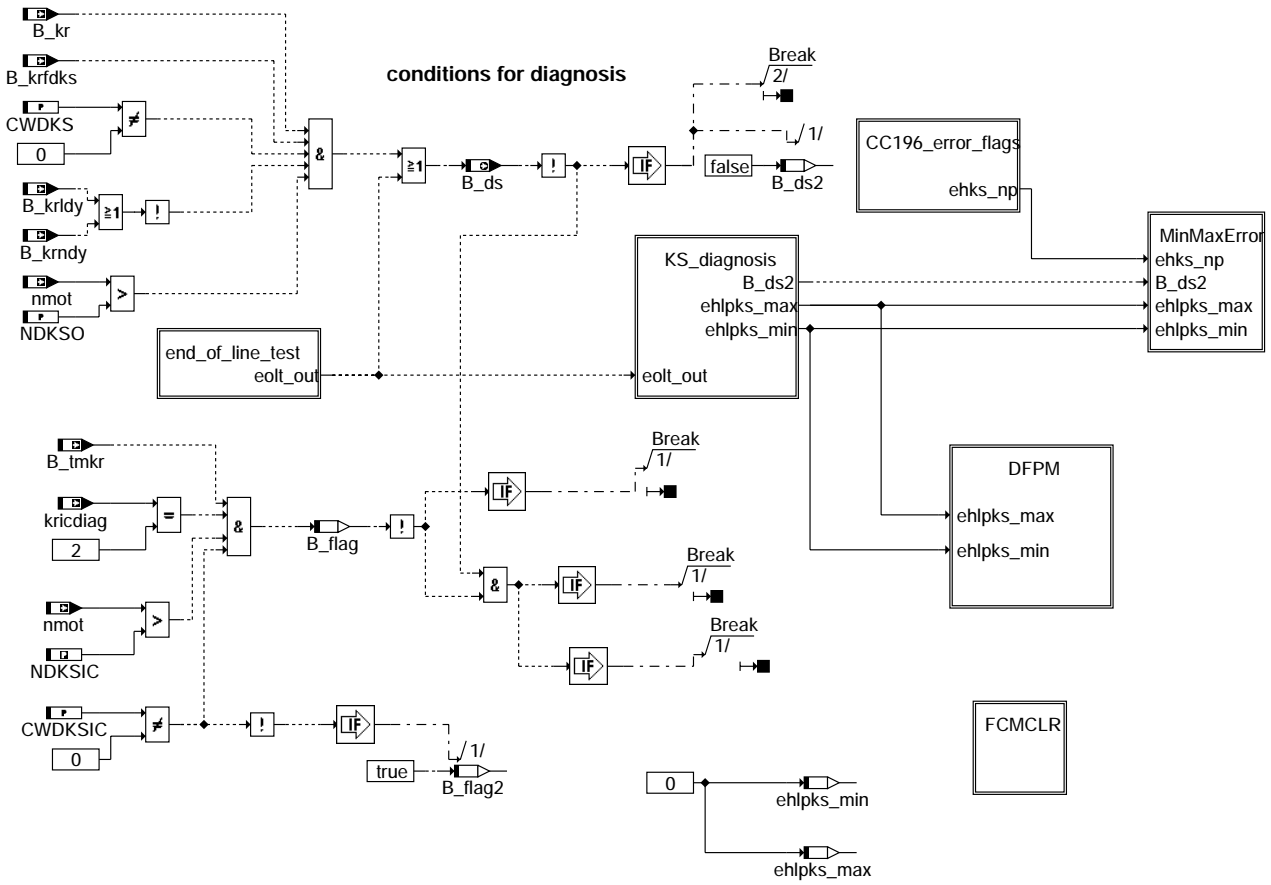 B_kr
B_krfdks
CWDKS
≠
0
B_krldy
B_krndy
≥1
!
nmot
NDKSO
>
&
conditions for diagnosis
≥1
B_ds
!
IF
Break
2/
/1/
false
B_ds2
CC196_error_flags
ehks_np
MinMaxError
ehks_np
B_ds2
ehlpks_max
ehlpks_min
KS_diagnosis
B_ds2
ehlpks_max
ehlpks_min
eolt_out
end_of_line_test
eolt_out
B_tmkr
kricdiag
=
2
&
B_flag
!
IF
Break
1/
nmot
NDKSIC
>
&
IF
Break
1/
IF
Break
1/
DFPM
ehlpks_max
ehlpks_min
CWDKSIC
≠
0
!
IF
/1/
true
B_flag2
FCMCLR
0
ehlpks_min
ehlpks_max